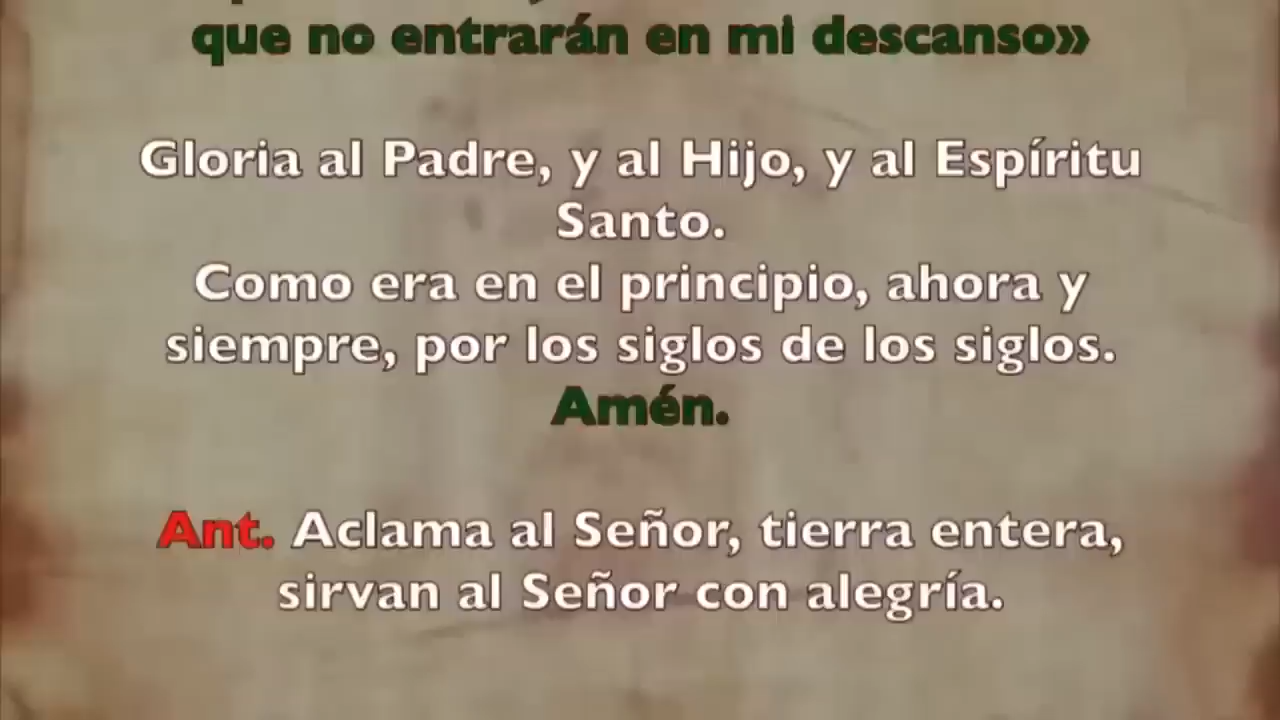 que no entrarán en mi descanso»
Gloria al Padre, y al Hijo, y al Espíritu
Santo.
Como era en el principio, ahora y
siempre, por los siglos de los siglos.
Amén.
Ant. Aclama al Señor, tierra entera,
sirvan al Señor con alegría.